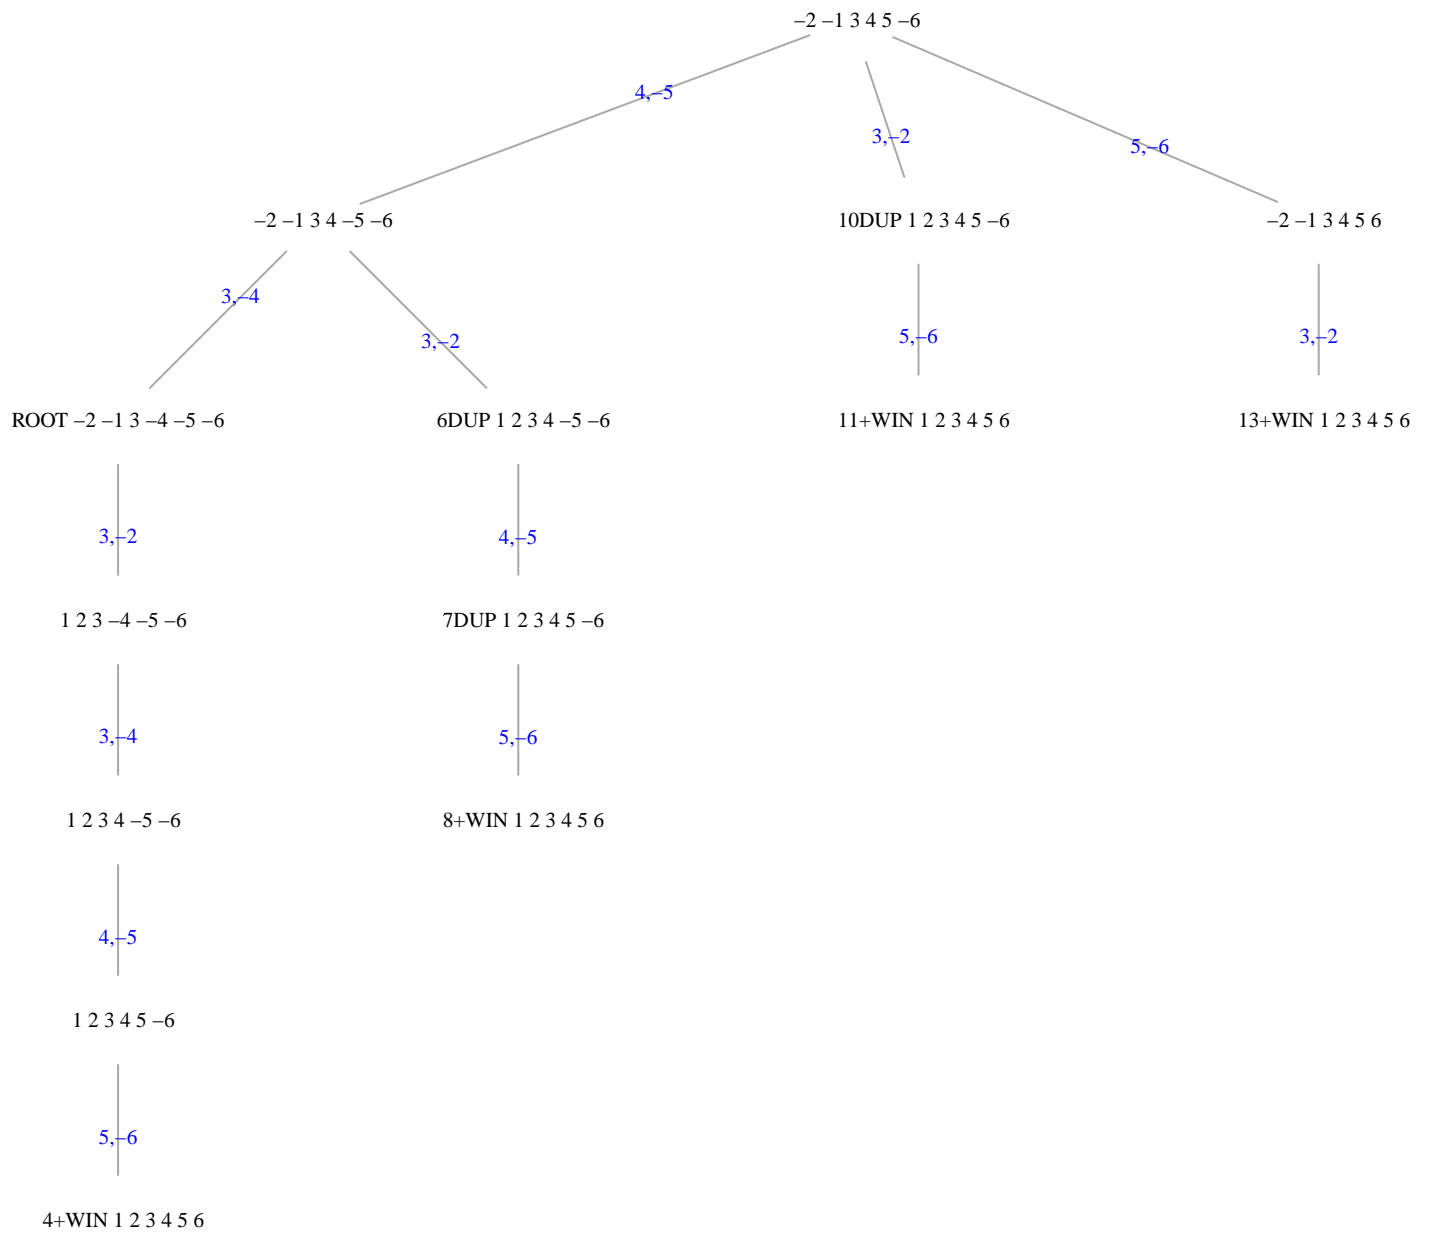 −2 −1 3 4 5 −6
4,−5
3,−2
5,−6
−2 −1 3 4 −5 −6
10DUP 1 2 3 4 5 −6
−2 −1 3 4 5 6
3,−4
3,−2
5,−6
3,−2
ROOT −2 −1 3 −4 −5 −6
6DUP 1 2 3 4 −5 −6
11+WIN 1 2 3 4 5 6
13+WIN 1 2 3 4 5 6
3,−2
4,−5
1 2 3 −4 −5 −6
7DUP 1 2 3 4 5 −6
3,−4
5,−6
1 2 3 4 −5 −6
8+WIN 1 2 3 4 5 6
4,−5
1 2 3 4 5 −6
5,−6
4+WIN 1 2 3 4 5 6